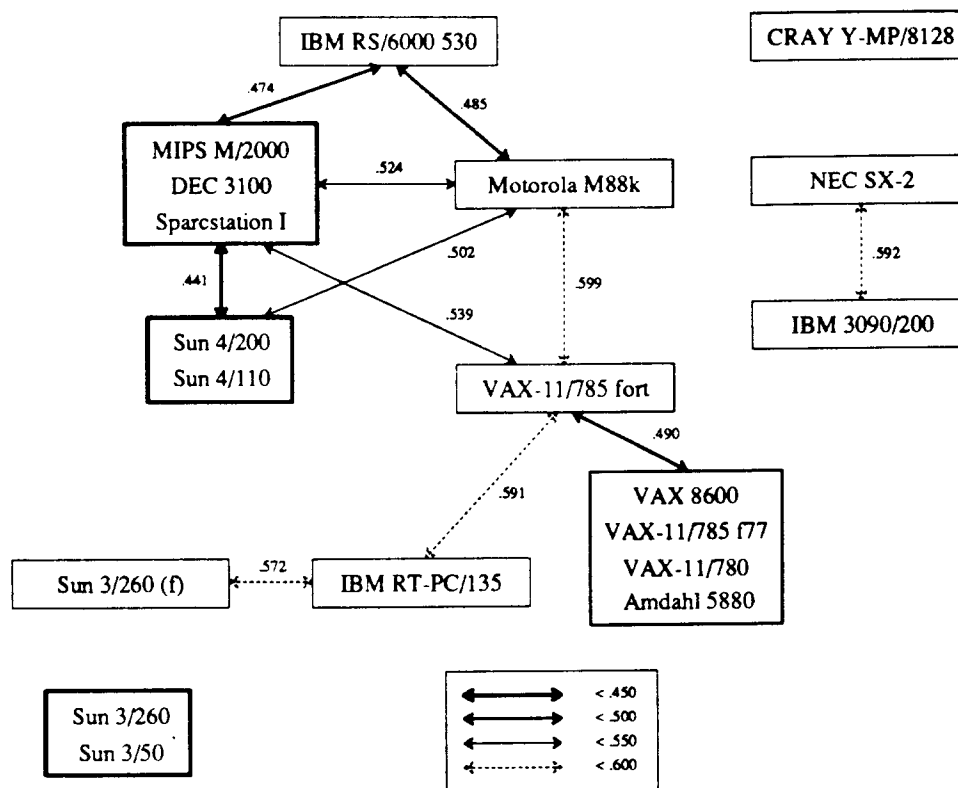 IBM RS/6000 530
CRAY Y-MP/8128
.474
.485
MIPS M/2000
DEC 3100
Sparcstation I
.524
Motorola M88k
NEC SX-2
.441
.502
.599
.592
.539
Sun 4/200
Sun 4/110
IBM 3090/200
VAX-11/785 fort
.490
.591
VAX 8600
VAX-11/785 f77
VAX-11/780
Amdahl 5880
Sun 3/260 (f)
.572
IBM RT-PC/135
Sun 3/260
Sun 3/50
< .450
< .500
< .550
< .600